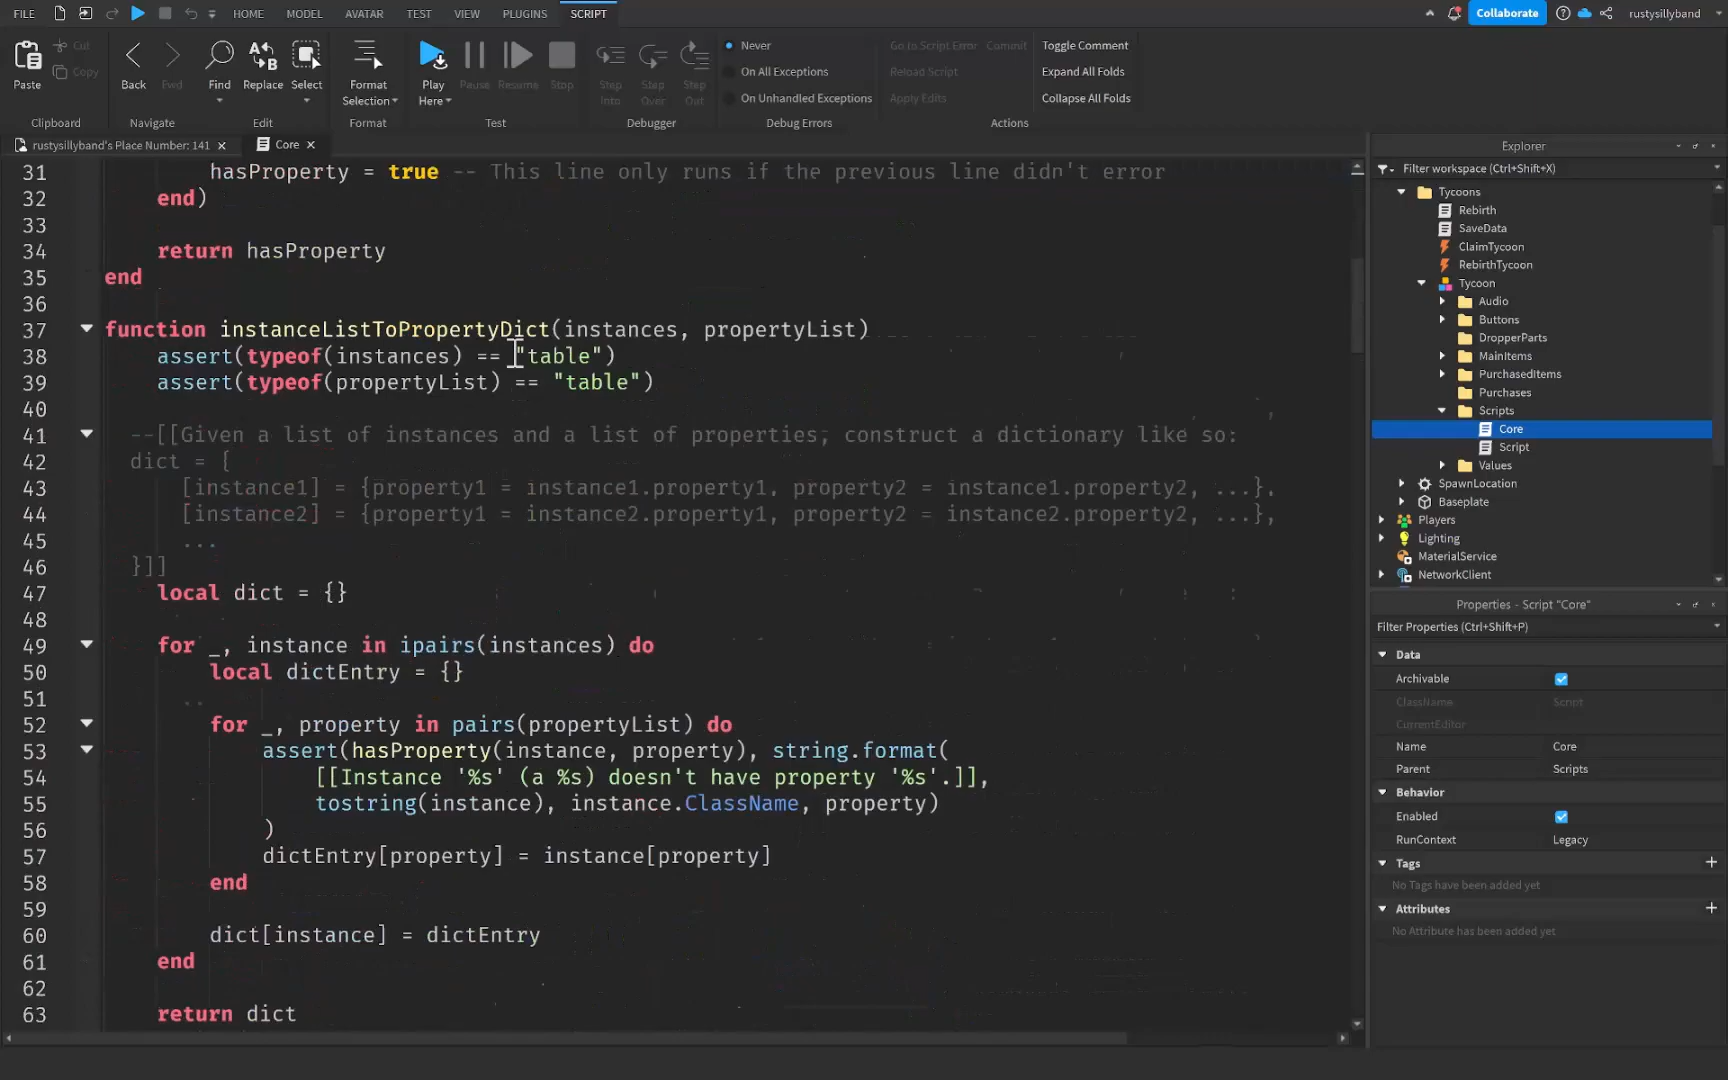 FILE HOME MODEL AVATAR TEST VIEW PLUGINS SCRIPT Collaborate rustysillyband
Paste Cut Copy Back Fwd Find Replace Select Format Selection Play Here Pause Resume Stop Step Into Step Over Step Out
Never
On All Exceptions
On Unhandled Exceptions
Go to Script Error Commit
Reload Script
Apply Edits
Toggle Comment
Expand All Folds
Collapse All Folds
Clipboard Navigate Edit Format Test Debugger Debug Errors Actions
rustysillyband's Place Number: 141 Core
31 hasProperty = true -- This line only runs if the previous line didn't error
32 end)
33
34 return hasProperty
35 end
36
37 function instanceListToPropertyDict(instances, propertyList)
38 assert(typeof(instances) == "table")
39 assert(typeof(propertyList) == "table")
40
41 --[[Given a list of instances and a list of properties, construct a dictionary like so:
42 dict = {
43 [instance1] = {property1 = instance1.property1, property2 = instance1.property2, ...},
44 [instance2] = {property1 = instance2.property1, property2 = instance2.property2, ...},
45 ...
46 }]]
47 local dict = {}
48
49 for _, instance in ipairs(instances) do
50 local dictEntry = {}
51
52 for _, property in pairs(propertyList) do
53 assert(hasProperty(instance, property), string.format(
54 [[Instance '%s' (a %s) doesn't have property '%s'.]],
55 tostring(instance), instance.ClassName, property)
56 )
57 dictEntry[property] = instance[property]
58 end
59
60 dict[instance] = dictEntry
61 end
62
63 return dict
Explorer
Filter workspace (Ctrl+Shift+X)
Tycoons
Rebirth
SaveData
ClaimTycoon
RebirthTycoon
Tycoon
Audio
Buttons
DropperParts
MainItems
PurchasedItems
Purchases
Scripts
Core
Script
Values
SpawnLocation
Baseplate
Players
Lighting
MaterialService
NetworkClient
Properties - Script "Core"
Filter Properties (Ctrl+Shift+P)
Data
Archivable
ClassName Script
CurrentEditor
Name Core
Parent Scripts
Behavior
Enabled
RunContext Legacy
Tags
No Tags have been added yet
Attributes
No Attribute has been added yet